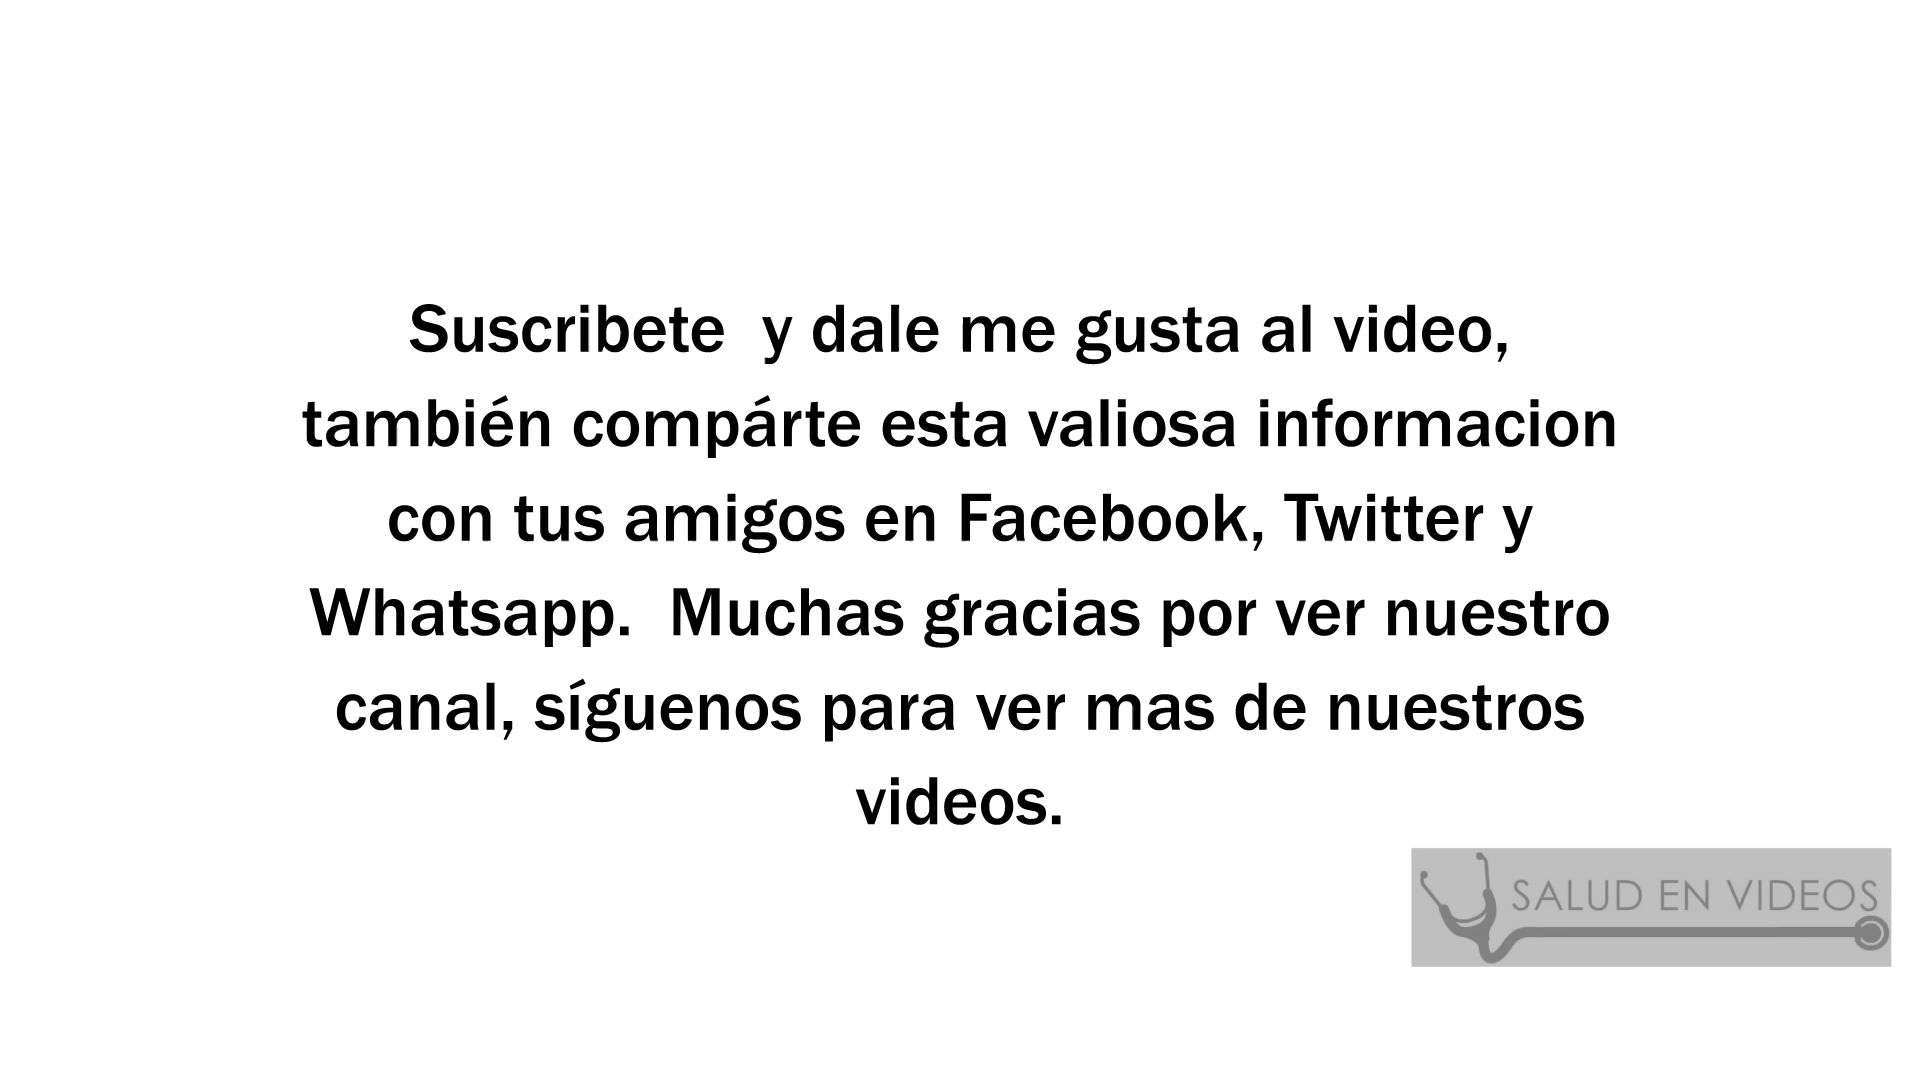 Suscribete  y dale me gusta al video,
también compárte esta valiosa informacion
con tus amigos en Facebook, Twitter y
Whatsapp.  Muchas gracias por ver nuestro
canal, síguenos para ver mas de nuestros
videos.
SALUD EN VIDEOS